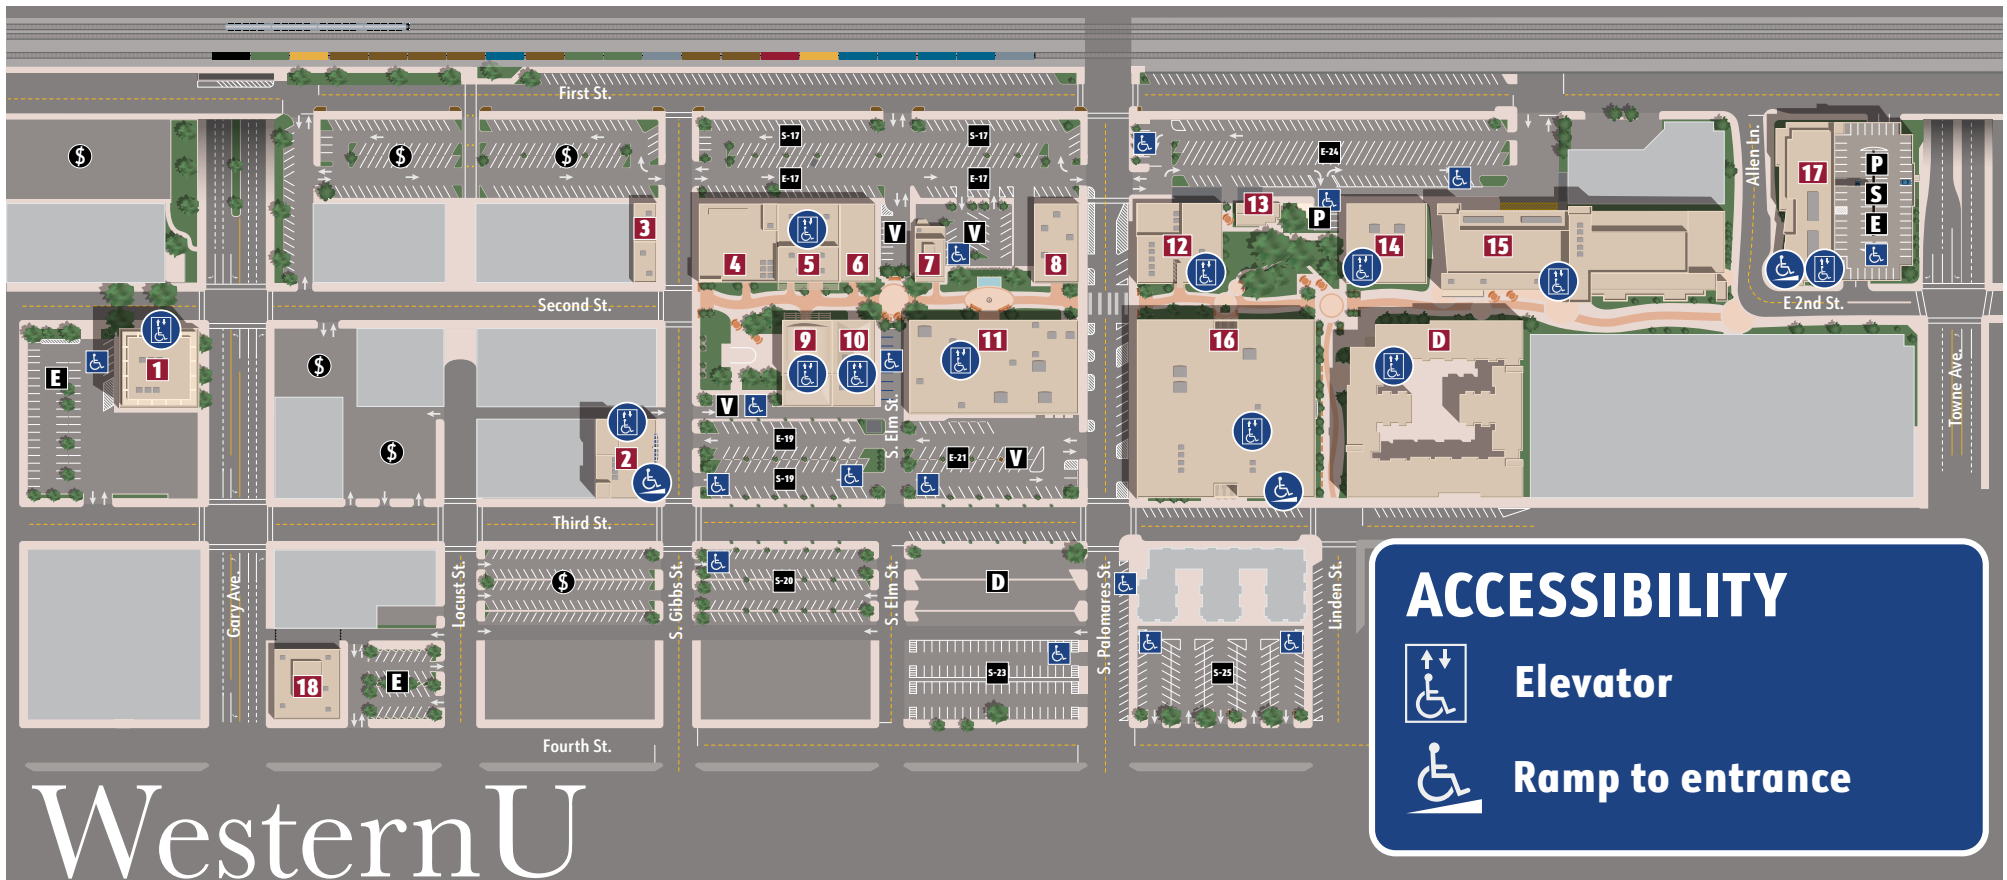 First St.
S-17
S-17
$
$
$
E-24
Allen Ln.
17
P
S
E
E-17
E-17
3
13
P
4
5
6
V
7
V
8
12
14
15
Second St.
E 2nd St.
1
E
$
9
10
11
16
D
Towne Ave.
V
S. Elm St.
E-19
$
2
E-21
V
S-19
Third St.
Gary Ave.
Locust St.
$
S. Gibbs St.
S-20
S. Elm St.
D
S. Palomares St.
Linden St.
18
E
S-23
S-25
Fourth St.
ACCESSIBILITY
Elevator
Ramp to entrance
WesternU